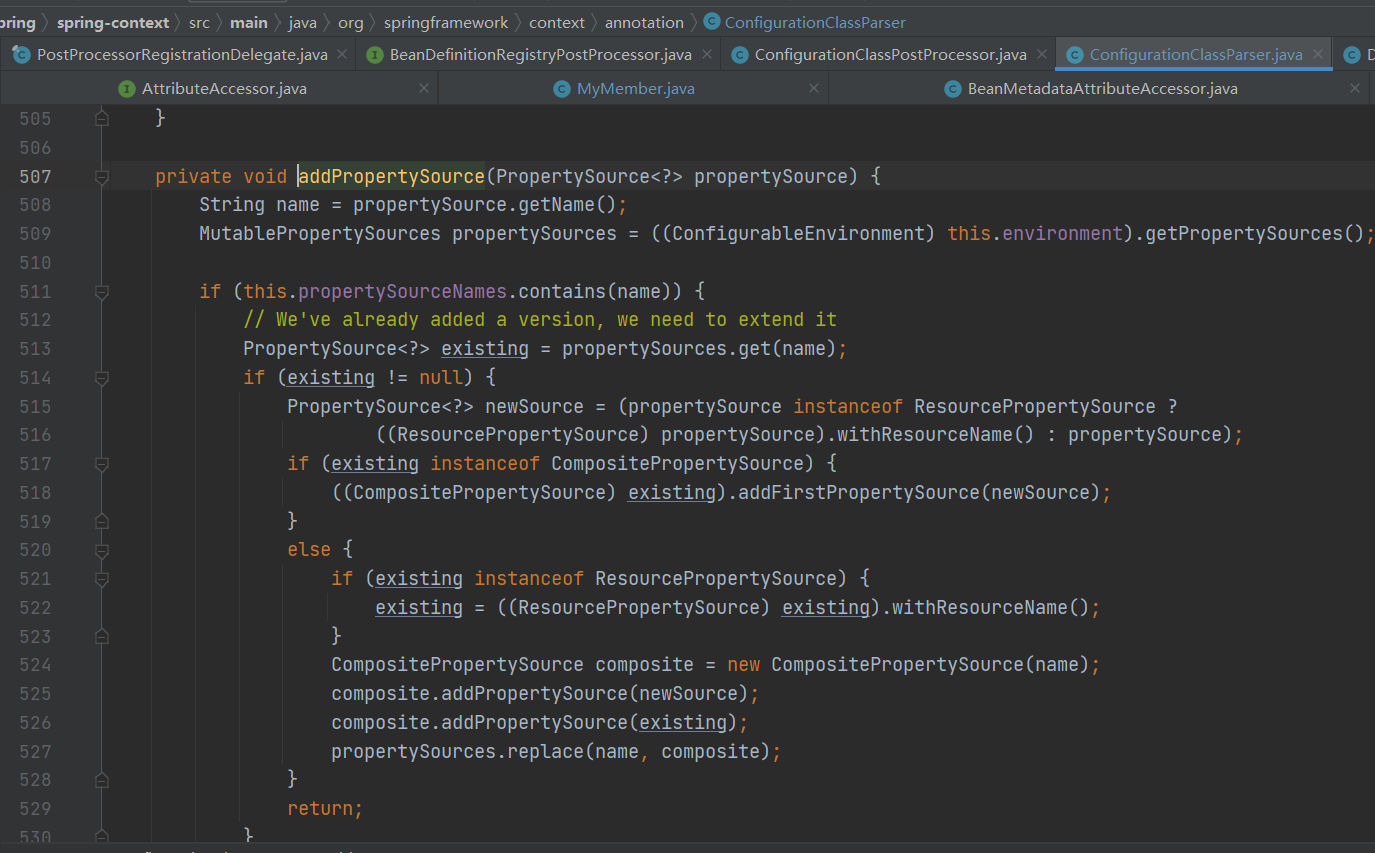 pring 〉 spring-context 〉 src 〉 main 〉 java 〉 org 〉 springframework 〉 context 〉 annotation 〉 C ConfigurationClassParser
C PostProcessorRegistrationDelegate.java × I BeanDefinitionRegistryPostProcessor.java × C ConfigurationClassPostProcessor.java × C ConfigurationClassParser.java × C D
I AttributeAccessor.java × C MyMember.java × C BeanMetadataAttributeAccessor.java ×
505 }
506
507 private void addPropertySource(PropertySource<?> propertySource) {
508 String name = propertySource.getName();
509 MutablePropertySources propertySources = ((ConfigurableEnvironment) this.environment).getPropertySources();
510
511 if (this.propertySourceNames.contains(name)) {
512 // We've already added a version, we need to extend it
513 PropertySource<?> existing = propertySources.get(name);
514 if (existing != null) {
515 PropertySource<?> newSource = (propertySource instanceof ResourcePropertySource ?
516 ((ResourcePropertySource) propertySource).withResourceName() : propertySource);
517 if (existing instanceof CompositePropertySource) {
518 ((CompositePropertySource) existing).addFirstPropertySource(newSource);
519 }
520 else {
521 if (existing instanceof ResourcePropertySource) {
522 existing = ((ResourcePropertySource) existing).withResourceName();
523 }
524 CompositePropertySource composite = new CompositePropertySource(name);
525 composite.addPropertySource(newSource);
526 composite.addPropertySource(existing);
527 propertySources.replace(name, composite);
528 }
529 return;
530 }